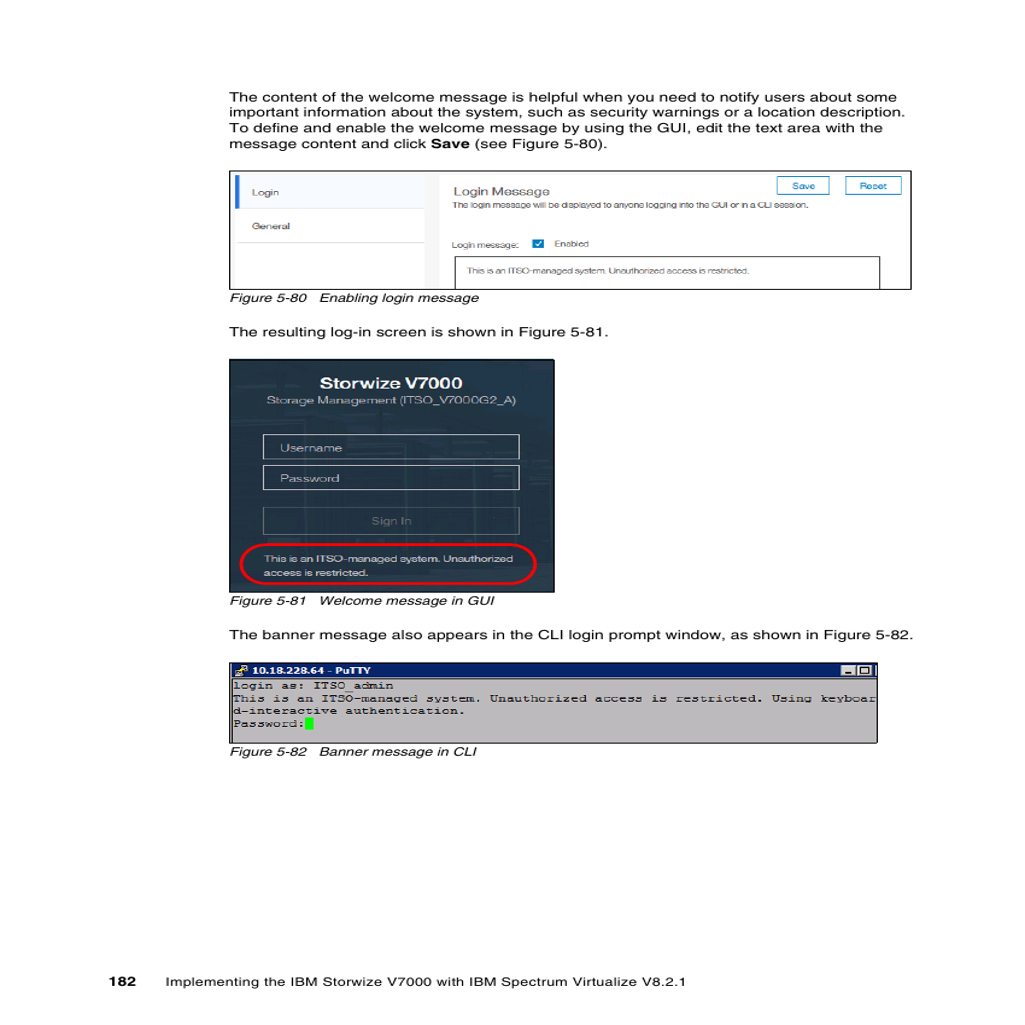 The content of the welcome message is helpful when you need to notify users about some
important information about the system, such as security warnings or a location description.
To define and enable the welcome message by using the GUI, edit the text area with the
message content and click Save (see Figure 5-80).
Login
General
Login Message
Save
Reset
The login message will be displayed to anyone logging into the GUI or in a CLI session.
Login message: Enabled
This is an ITSO-managed system. Unauthorized access is restricted.
Figure 5-80 Enabling login message
The resulting log-in screen is shown in Figure 5-81.
Storwize V7000
Storage Management (ITSO_V7000G2_A)
Username
Password
Sign In
This is an ITSO-managed system. Unauthorized
access is restricted.
Figure 5-81 Welcome message in GUI
The banner message also appears in the CLI login prompt window, as shown in Figure 5-82.
10.18.228.64 - PuTTY
login as: ITSO_admin
This is an ITSO-managed system. Unauthorized access is restricted. Using keyboar
d-interactive authentication.
Password:
Figure 5-82 Banner message in CLI
182 Implementing the IBM Storwize V7000 with IBM Spectrum Virtualize V8.2.1